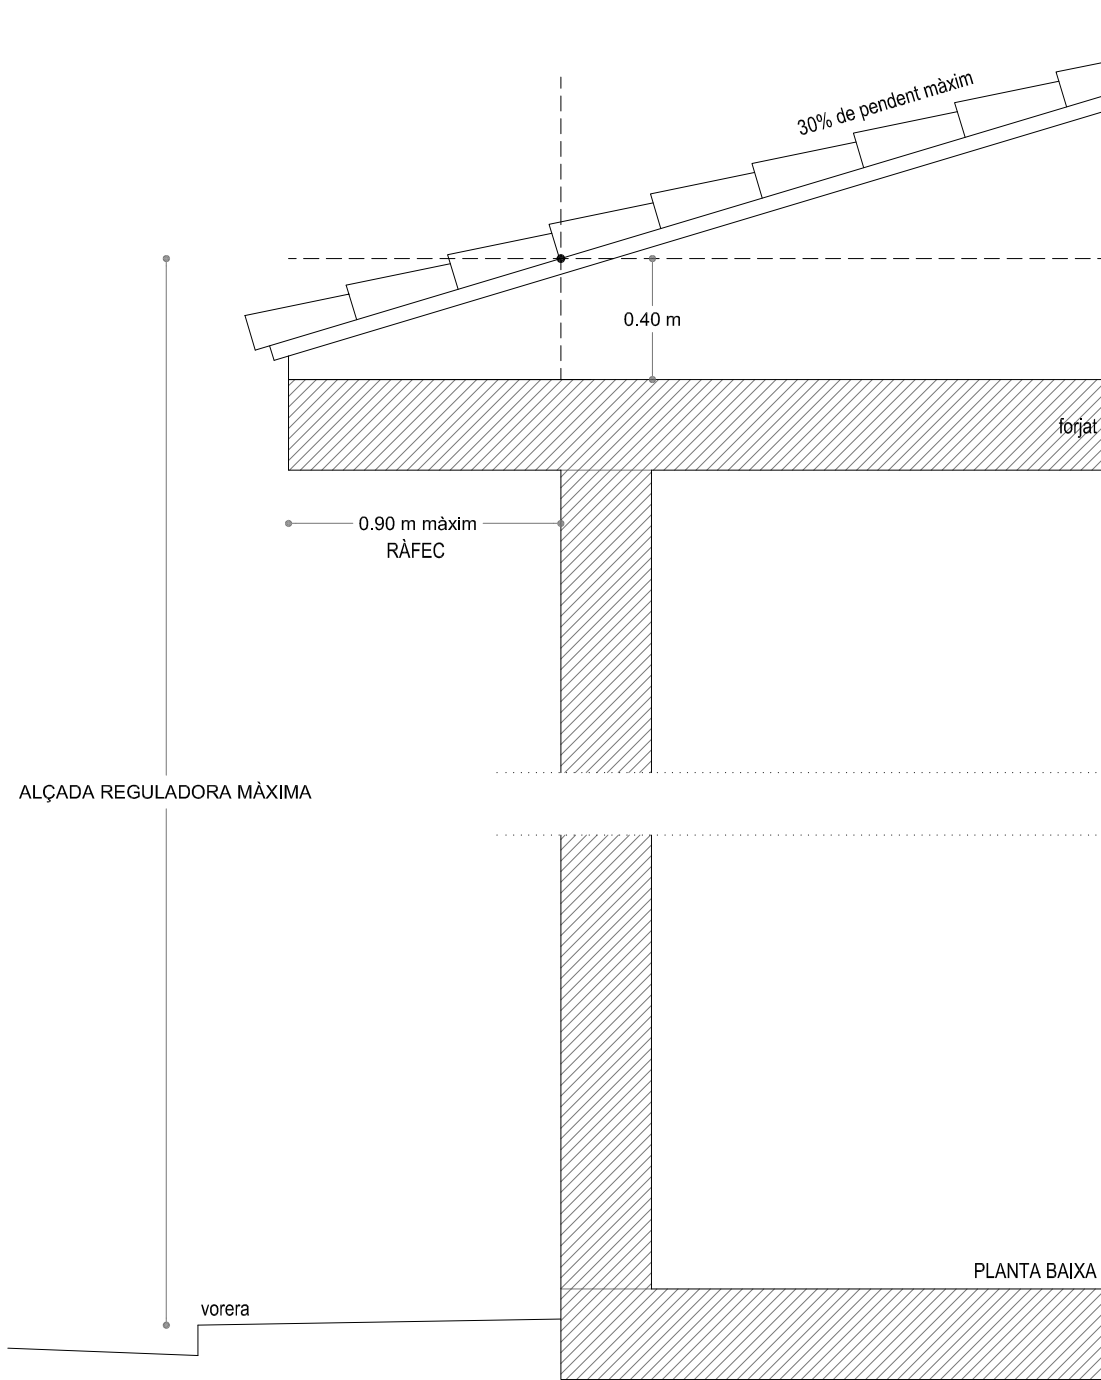 30% de pendent màxim
0.40 m
forjat
0.90 m màxim
RÀFEC
ALÇADA REGULADORA MÀXIMA
PLANTA BAIXA
vorera